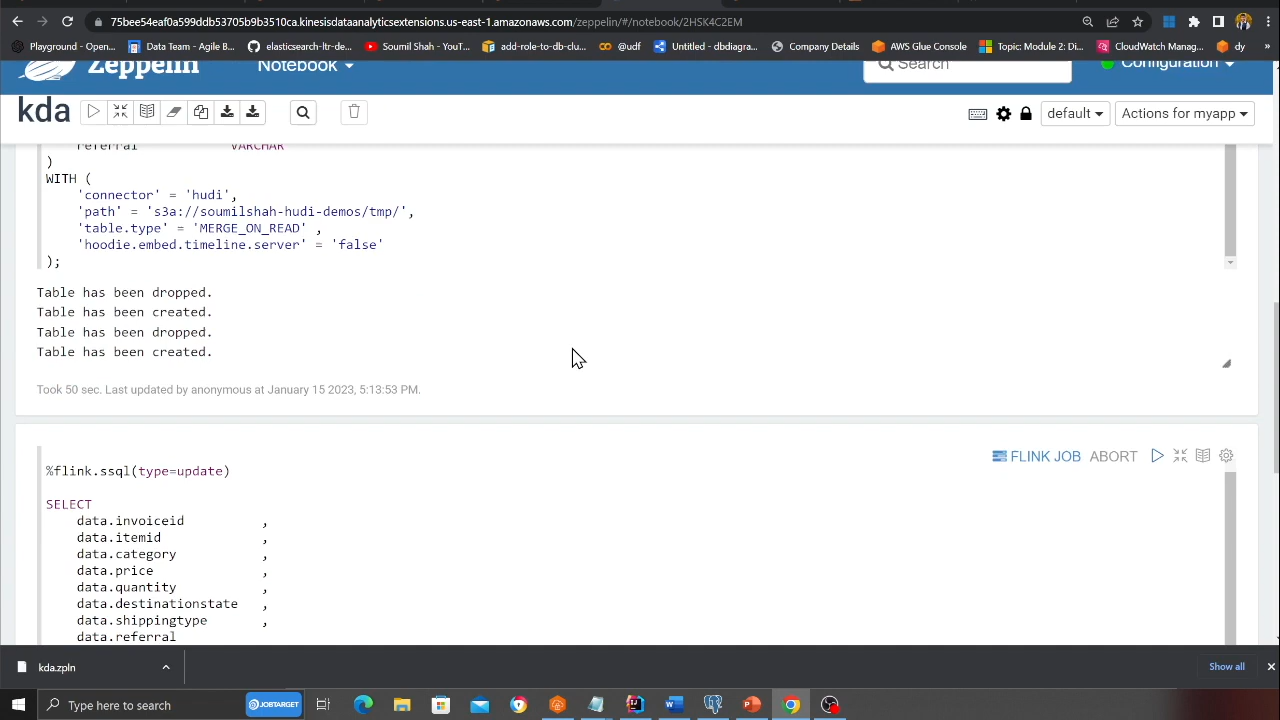 75bee54eaf0a599ddb53705b9b3510ca.kinesisdataanalyticsextensions.us-east-1.amazonaws.com/zeppelin/#/notebook/2HSK4C2EM
Playground - Open... Data Team - Agile B... elasticsearch-ltr-de... Soumil Shah - YouT... add-role-to-db-clu... @udf Untitled - dbdiagra... Company Details AWS Glue Console Topic: Module 2: Di... CloudWatch Manag... dy »
Zeppelin Notebook Search Configuration
kda default Actions for myapp
referral VARCHAR
)
WITH (
'connector' = 'hudi',
'path' = 's3a://soumilshah-hudi-demos/tmp/',
'table.type' = 'MERGE_ON_READ' ,
'hoodie.embed.timeline.server' = 'false'
);
Table has been dropped.
Table has been created.
Table has been dropped.
Table has been created.
Took 50 sec. Last updated by anonymous at January 15 2023, 5:13:53 PM.
FLINK JOB ABORT
%flink.ssql(type=update)
SELECT
data.invoiceid ,
data.itemid ,
data.category ,
data.price ,
data.quantity ,
data.destinationstate ,
data.shippingtype ,
data.referral
kda.zpln Show all
Type here to search JOBTARGET